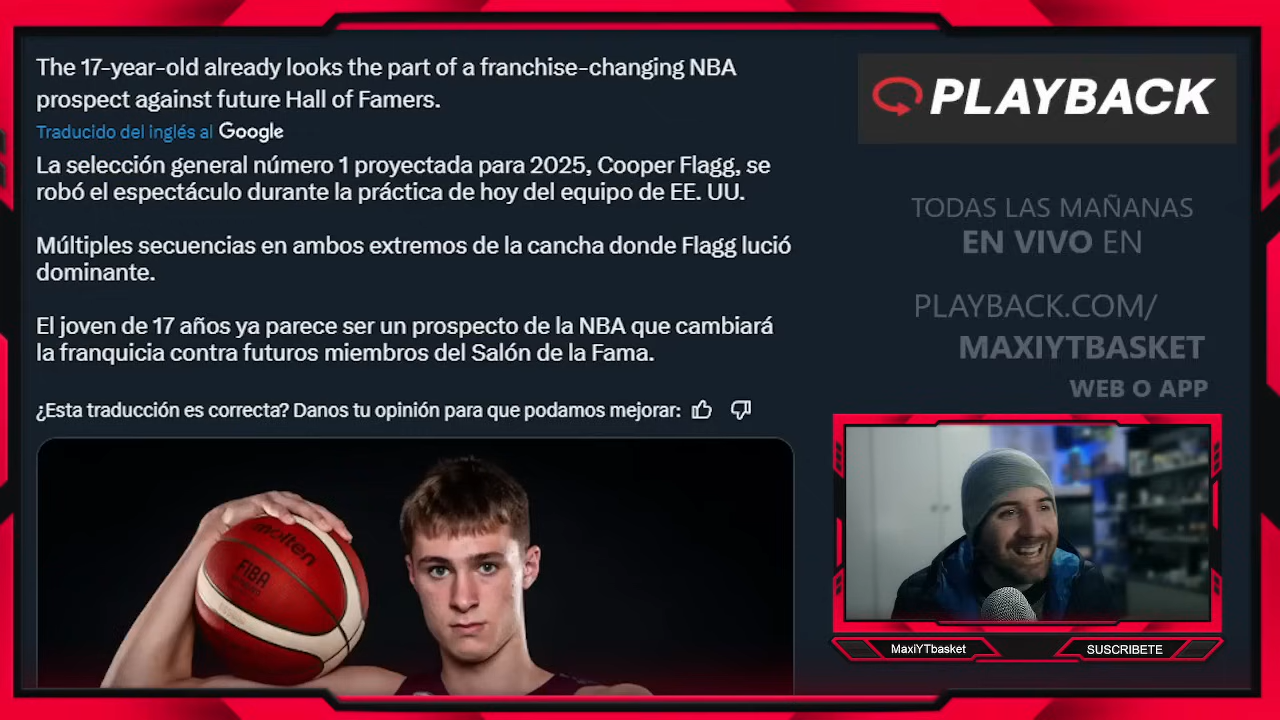 The 17-year-old already looks the part of a franchise-changing NBA
prospect against future Hall of Famers.
Traducido del inglés al Google
La selección general número 1 proyectada para 2025, Cooper Flagg, se
robó el espectáculo durante la práctica de hoy del equipo de EE. UU.
Múltiples secuencias en ambos extremos de la cancha donde Flagg lució
dominante.
El joven de 17 años ya parece ser un prospecto de la NBA que cambiará
la franquicia contra futuros miembros del Salón de la Fama.
¿Esta traducción es correcta? Danos tu opinión para que podamos mejorar:
molten
FIBA
PLAYBACK
TODAS LAS MAÑANAS
EN VIVO EN
PLAYBACK.COM/
MAXIYTBASKET
WEB O APP
MaxiYTbasket
SUSCRIBETE